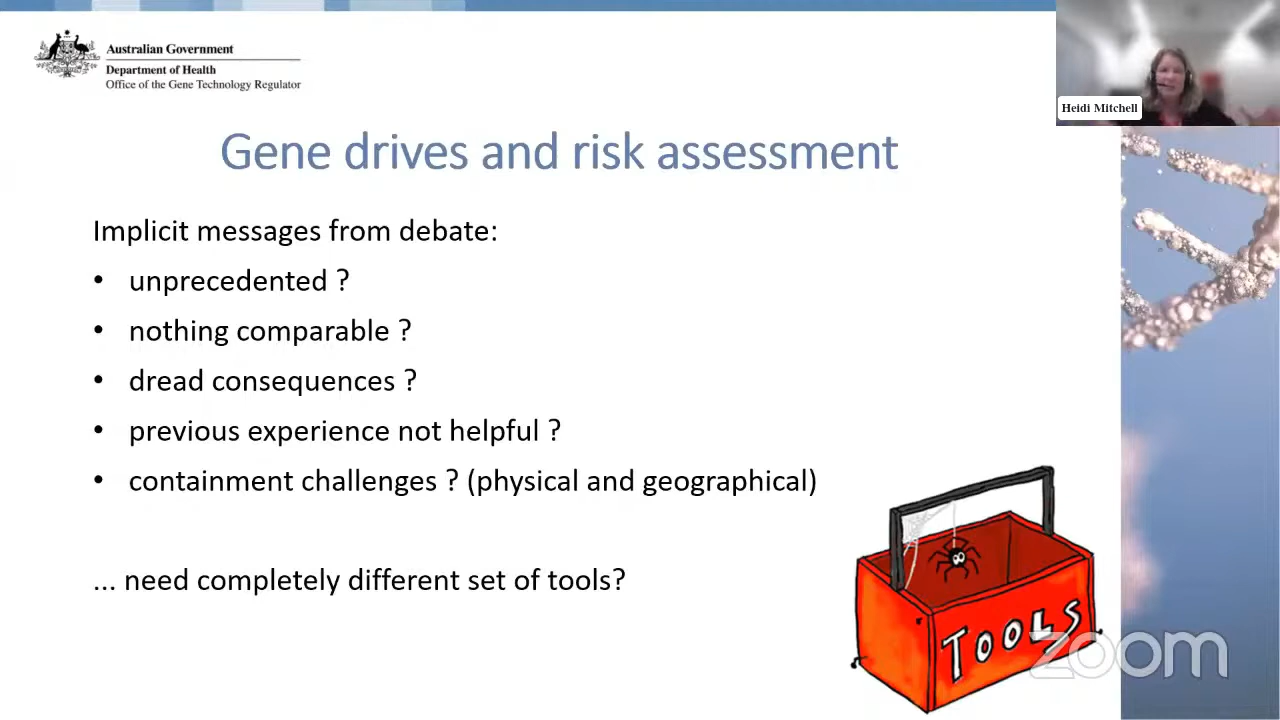 Australian Government
Department of Health
Office of the Gene Technology Regulator
Heidi Mitchell
Gene drives and risk assessment
Implicit messages from debate:
• unprecedented ?
• nothing comparable ?
• dread consequences ?
• previous experience not helpful ?
• containment challenges ? (physical and geographical)
... need completely different set of tools?
TOOLS
zoom